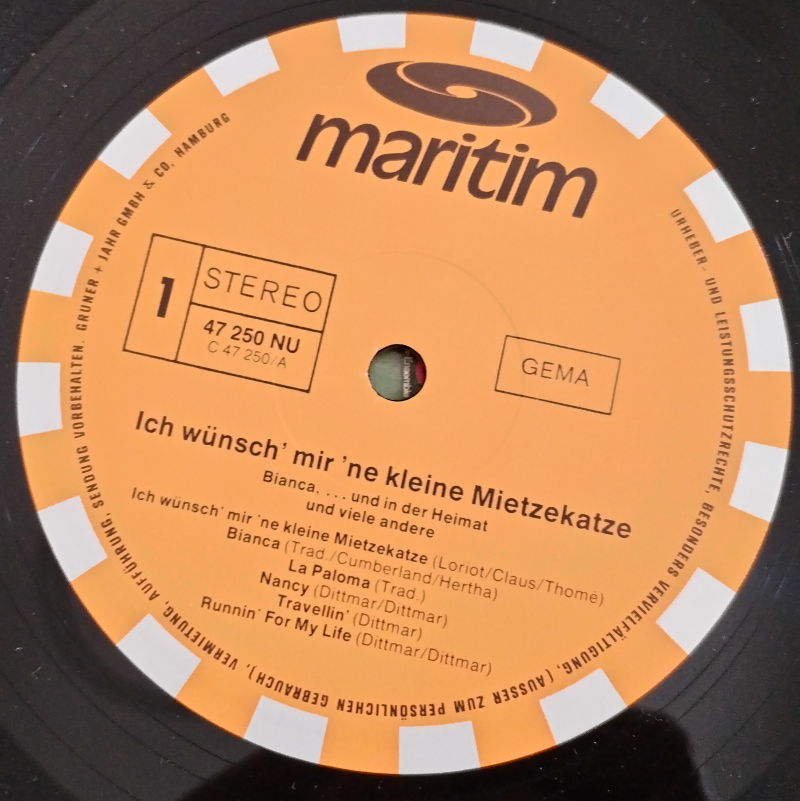 maritim
1
STEREO
47 250 NU
C 47 250/A
GEMA
Ich wünsch' mir 'ne kleine Mietzekatze
Bianca, ... und in der Heimat
und viele andere
Ich wünsch' mir 'ne kleine Mietzekatze (Loriot/Claus/Thomé)
Bianca (Trad./Cumberland/Hertha)
La Paloma (Trad.)
Nancy (Dittmar/Dittmar)
Travellin' (Dittmar)
Runnin' For My Life (Dittmar/Dittmar)
URHEBER- UND LEISTUNGSSCHUTZRECHTE, BESONDERS VERVIELFÄLTIGUNG, (AUSSER ZUM PERSÖNLICHEN GEBRAUCH), VERMIETUNG, AUFFÜHRUNG, SENDUNG VORBEHALTEN. GRUNER + JAHR GMBH & CO, HAMBURG
Ensemble